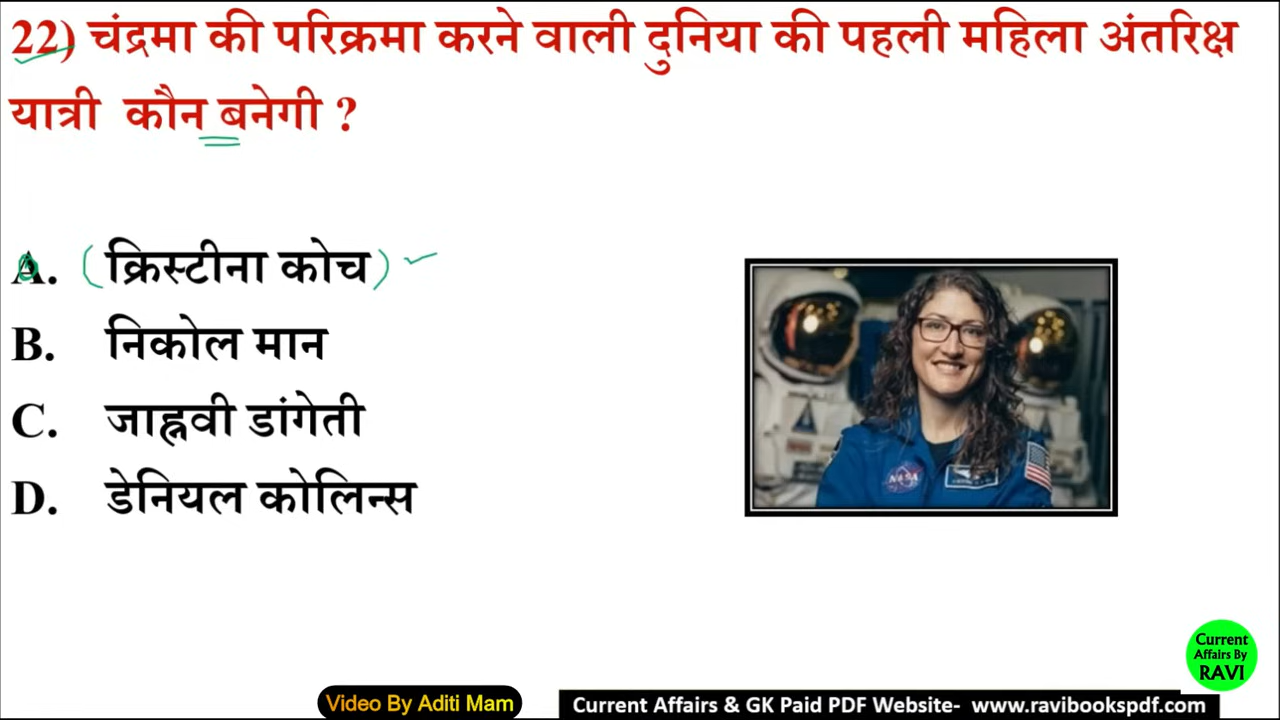 22) चंद्रमा की परिक्रमा करने वाली दुनिया की पहली महिला अंतरिक्ष
यात्री कौन बनेगी ?
A. (क्रिस्टीना कोच)
B. निकोल मान
C. जाह्नवी डांगेती
D. डेनियल कोलिन्स
NASA
Current
Affairs By
RAVI
Video By Aditi Mam
Current Affairs & GK Paid PDF Website- www.ravibookspdf.com